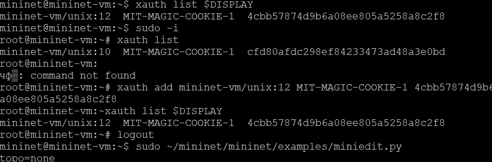 mininet@mininet-vm:~$ xauth list $DISPLAY
mininet-vm/unix:12  MIT-MAGIC-COOKIE-1  4cbb57874d9b6a08ee805a5258a8c2f8
mininet@mininet-vm:~$ sudo -i
root@mininet-vm:~# xauth list
mininet-vm/unix:10  MIT-MAGIC-COOKIE-1  cfd80afdc298ef84233473ad48a3e0bd
root@mininet-vm:
: command not found
root@mininet-vm:~# xauth add mininet-vm/unix:12 MIT-MAGIC-COOKIE-1 4cbb57874d9b6
a08ee805a5258a8c2f8
root@mininet-vm:~xauth list $DISPLAY
mininet-vm/unix:12  MIT-MAGIC-COOKIE-1  4cbb57874d9b6a08ee805a5258a8c2f8
root@mininet-vm:~# logout
mininet@mininet-vm:~$ sudo ~/mininet/mininet/examples/miniedit.py
topo=none